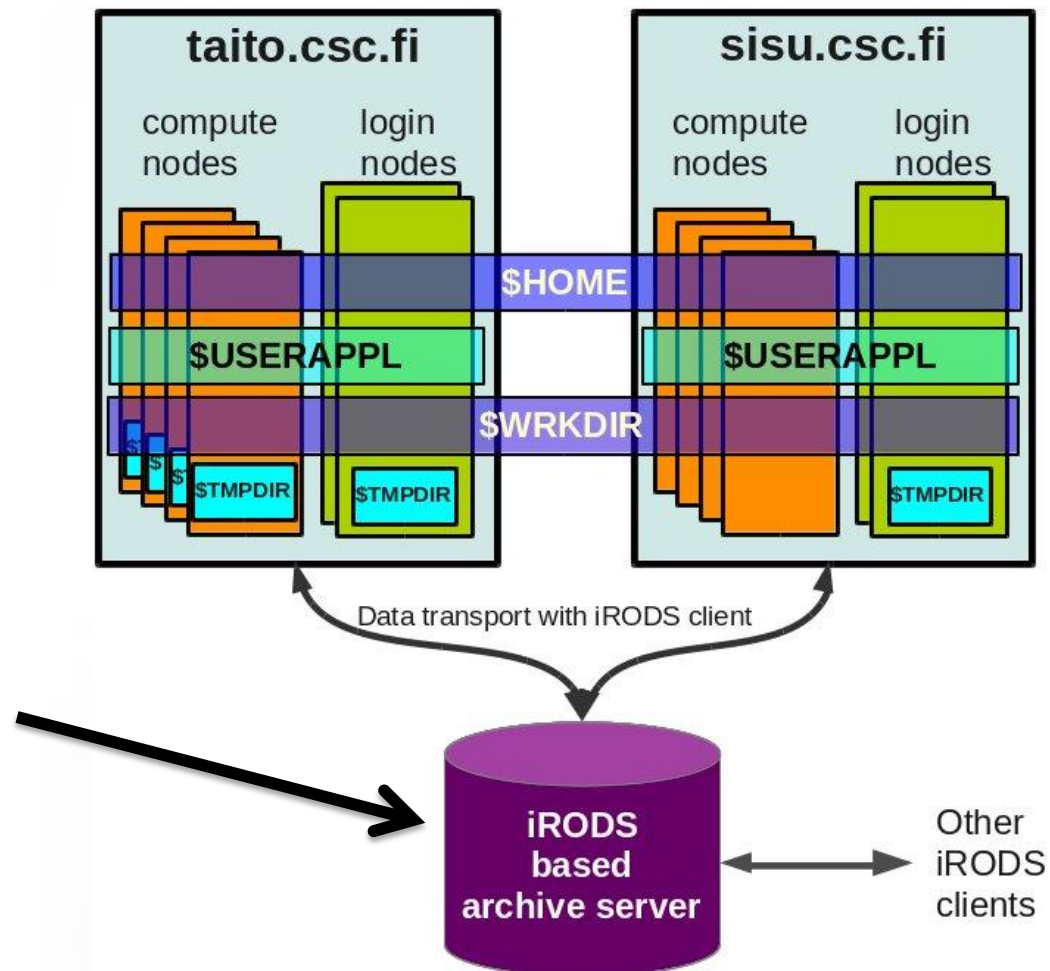 taito.csc.fi
sisu.csc.fi
compute
nodes
login
nodes
compute
nodes
login
nodes
$HOME
$USERAPPL
$USERAPPL
$WRKDIR
$TMPDIR
$TMPDIR
$TMPDIR
Data transport with iRODS client
iRODS
based
archive server
Other
iRODS
clients